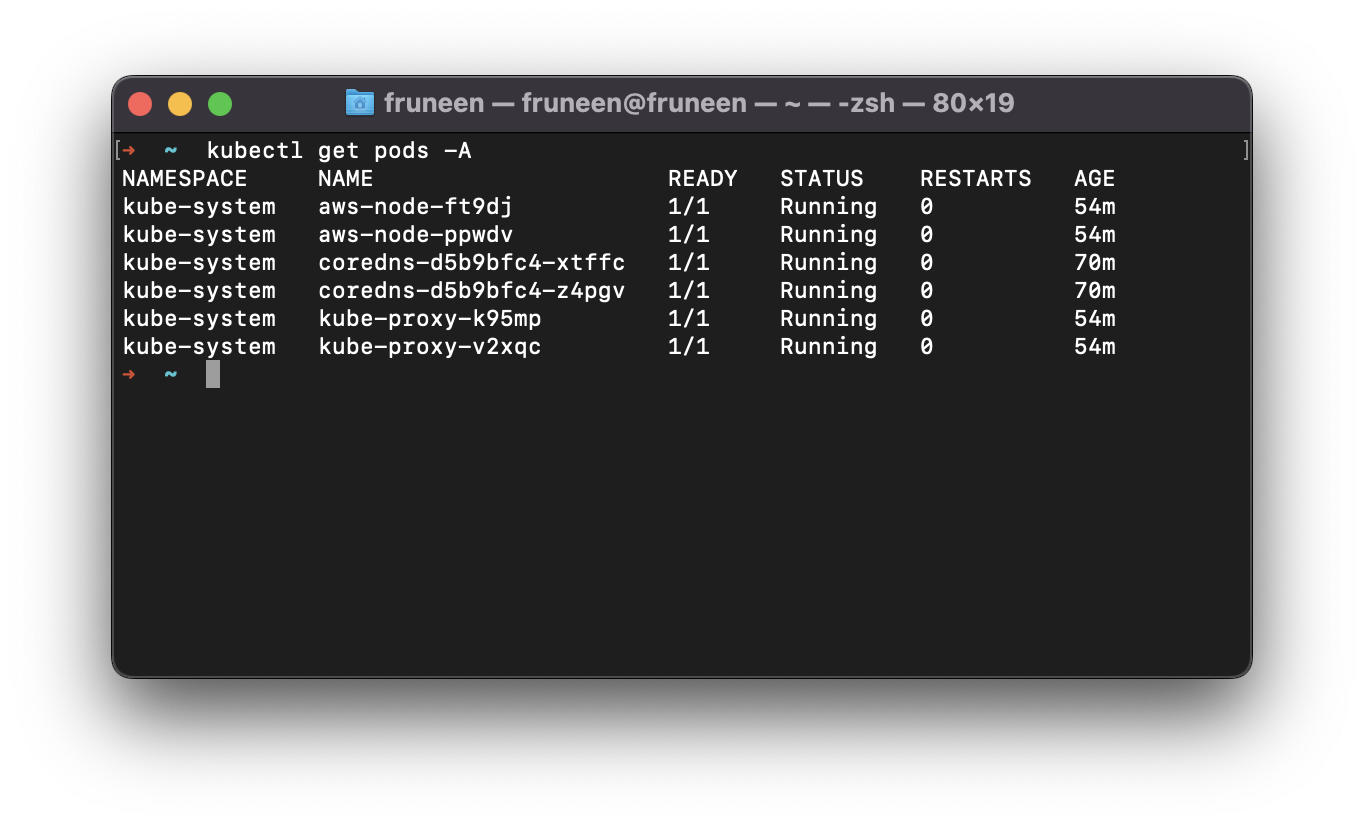 fruneen — fruneen@fruneen — ~ — -zsh — 80×19
[➜  ~  kubectl get pods -A ]
NAMESPACE     NAME                      READY   STATUS    RESTARTS   AGE
kube-system   aws-node-ft9dj            1/1     Running   0          54m
kube-system   aws-node-ppwdv            1/1     Running   0          54m
kube-system   coredns-d5b9bfc4-xtffc    1/1     Running   0          70m
kube-system   coredns-d5b9bfc4-z4pgv    1/1     Running   0          70m
kube-system   kube-proxy-k95mp          1/1     Running   0          54m
kube-system   kube-proxy-v2xqc          1/1     Running   0          54m
➜  ~